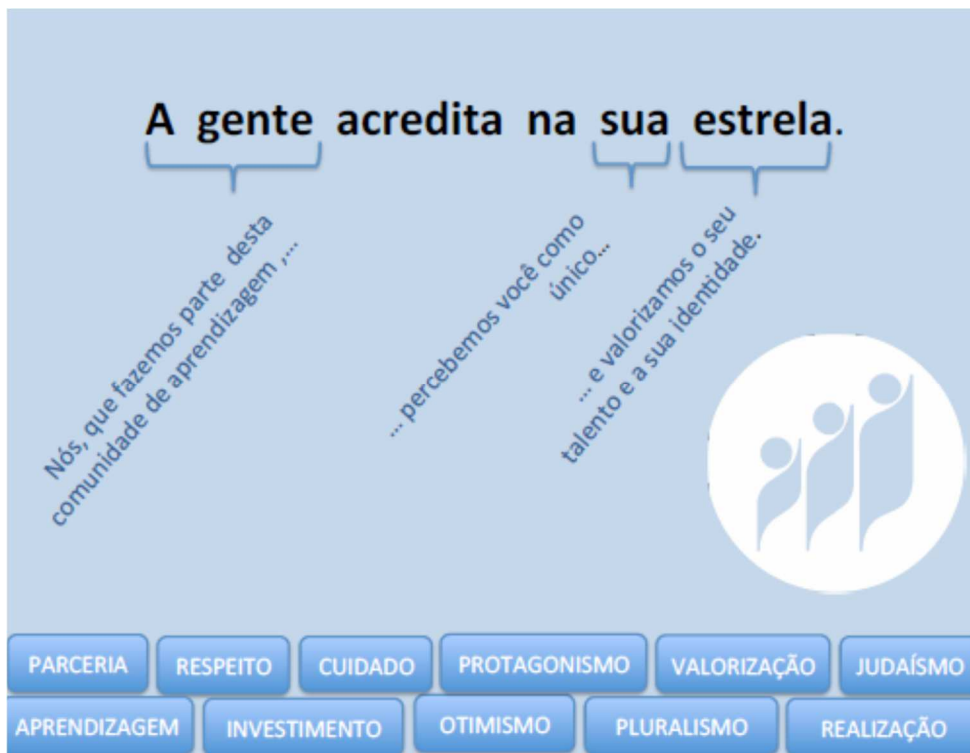 A gente acredita na sua estrela.
Nós, que fazemos parte desta
comunidade de aprendizagem ,...
... percebemos você como
único...
... e valorizamos o seu
talento e a sua identidade.
PARCERIA RESPEITO CUIDADO PROTAGONISMO VALORIZAÇÃO JUDAÍSMO
APRENDIZAGEM INVESTIMENTO OTIMISMO PLURALISMO REALIZAÇÃO